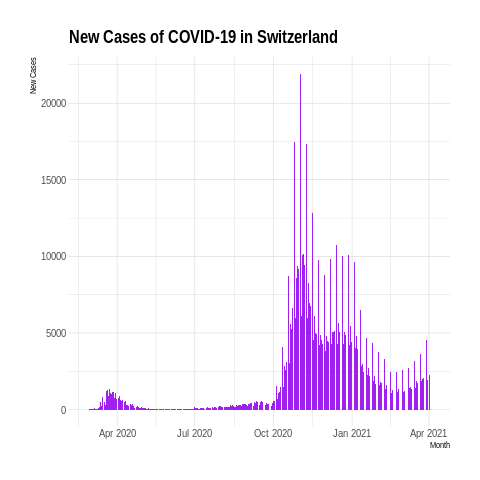 New Cases of COVID-19 in Switzerland
New Cases
20000
15000
10000
5000
0
Apr 2020
Jul 2020
Oct 2020
Jan 2021
Apr 2021
Month